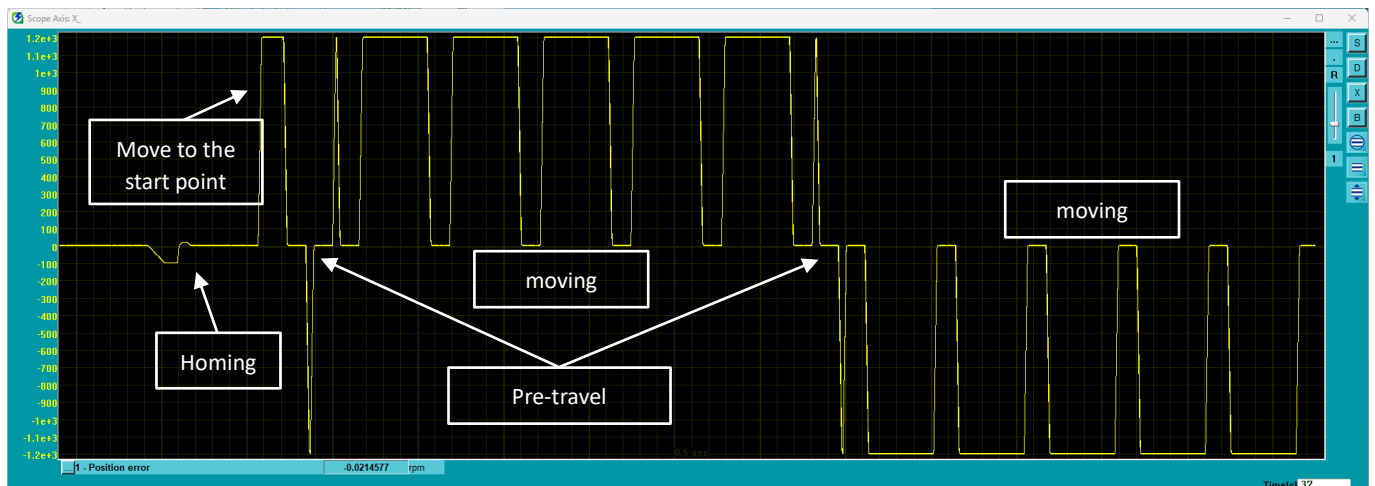 Scope Axis: X_
1.2e+3
1.1e+3
1e+3
900
800
700
600
500
400
300
200
100
0
-100
-200
-300
-400
-500
-600
-700
-800
-900
-1e+3
-1.1e+3
-1.2e+3
Move to the
start point
Homing
moving
Pre-travel
moving
0.5 sec
...
.
R
1
S
D
X
B
... 1 - Position error
-0.0214577 rpm
Time(s) 32